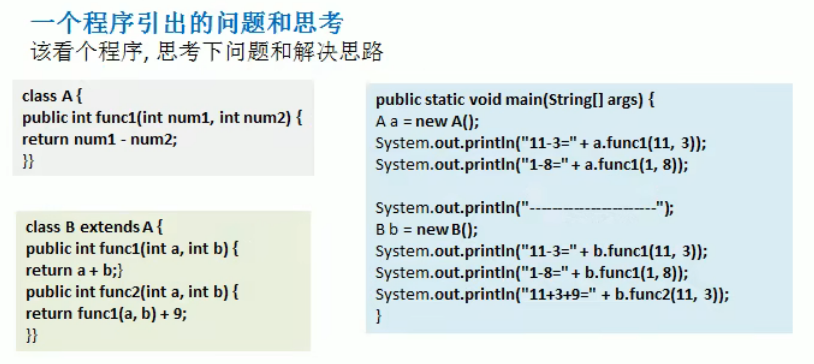 一个程序引出的问题和思考
该看个程序, 思考下问题和解决思路
class A {
public int func1(int num1, int num2) {
return num1 - num2;
}}
class B extends A {
public int func1(int a, int b) {
return a + b;}
public int func2(int a, int b) {
return func1(a, b) + 9;
}}
public static void main(String[] args) {
A a = new A();
System.out.println("11-3=" + a.func1(11, 3));
System.out.println("1-8=" + a.func1(1, 8));
System.out.println("-----------------------");
B b = new B();
System.out.println("11-3=" + b.func1(11, 3));
System.out.println("1-8=" + b.func1(1, 8));
System.out.println("11+3+9=" + b.func2(11, 3));
}